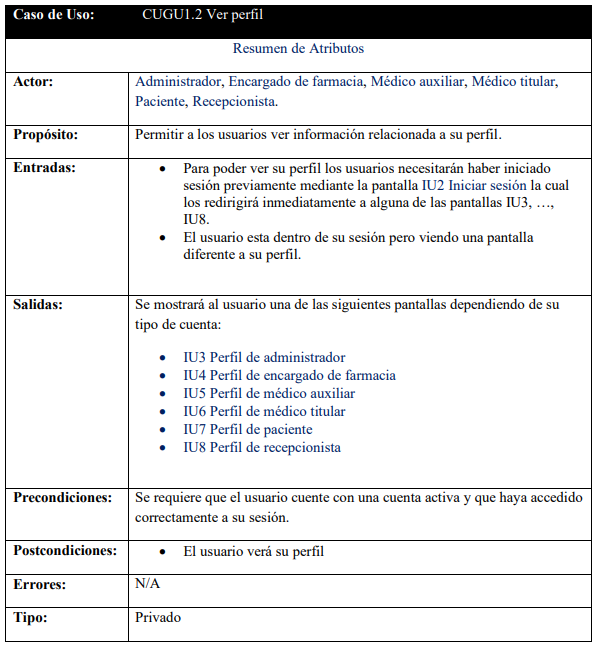 Caso de Uso: CUGU1.2 Ver perfil
Resumen de Atributos
Actor: Administrador, Encargado de farmacia, Médico auxiliar, Médico titular,
Paciente, Recepcionista.
Propósito: Permitir a los usuarios ver información relacionada a su perfil.
Entradas: • Para poder ver su perfil los usuarios necesitarán haber iniciado
sesión previamente mediante la pantalla IU2 Iniciar sesión la cual
los redirigirá inmediatamente a alguna de las pantallas IU3, …,
IU8.
• El usuario esta dentro de su sesión pero viendo una pantalla
diferente a su perfil.
Salidas: Se mostrará al usuario una de las siguientes pantallas dependiendo de su
tipo de cuenta:
• IU3 Perfil de administrador
• IU4 Perfil de encargado de farmacia
• IU5 Perfil de médico auxiliar
• IU6 Perfil de médico titular
• IU7 Perfil de paciente
• IU8 Perfil de recepcionista
Precondiciones: Se requiere que el usuario cuente con una cuenta activa y que haya accedido
correctamente a su sesión.
Postcondiciones: • El usuario verá su perfil
Errores: N/A
Tipo: Privado